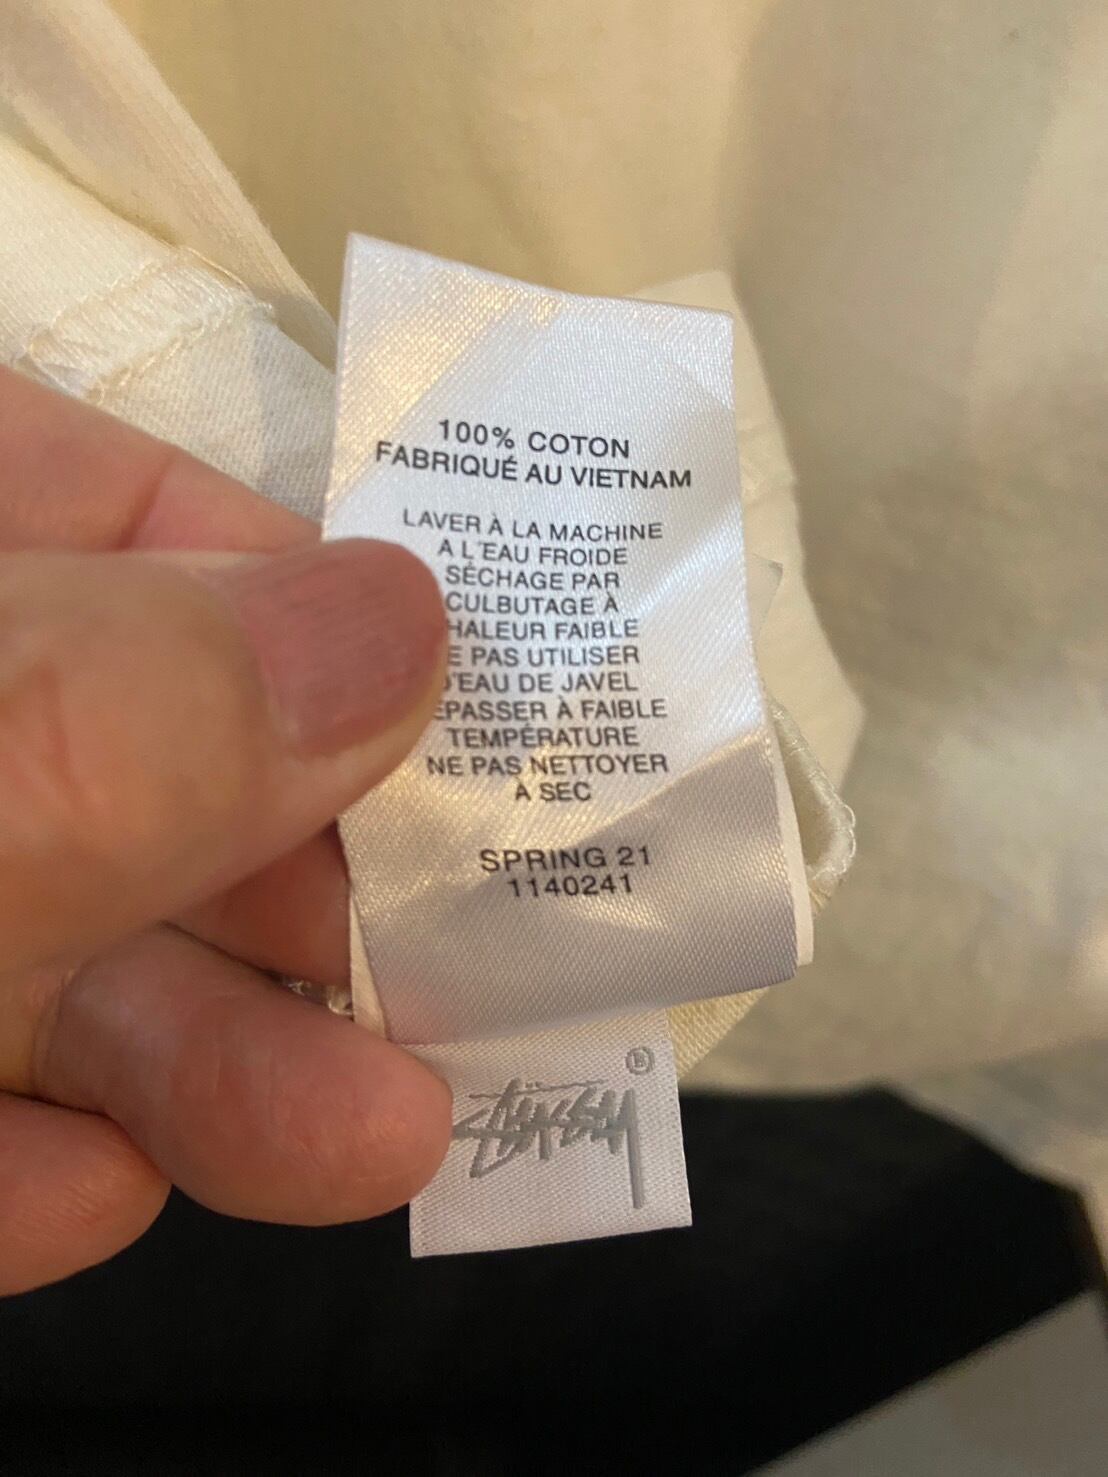 100% COTON
FABRIQUÉ AU VIETNAM
LAVER À LA MACHINE
A L'EAU FROIDE
SÉCHAGE PAR
CULBUTAGE À
HALEUR FAIBLE
E PAS UTILISER
'EAU DE JAVEL
EPASSER À FAIBLE
TEMPÉRATURE
NE PAS NETTOYER
À SEC
SPRING 21
1140241
STÜSSY ®